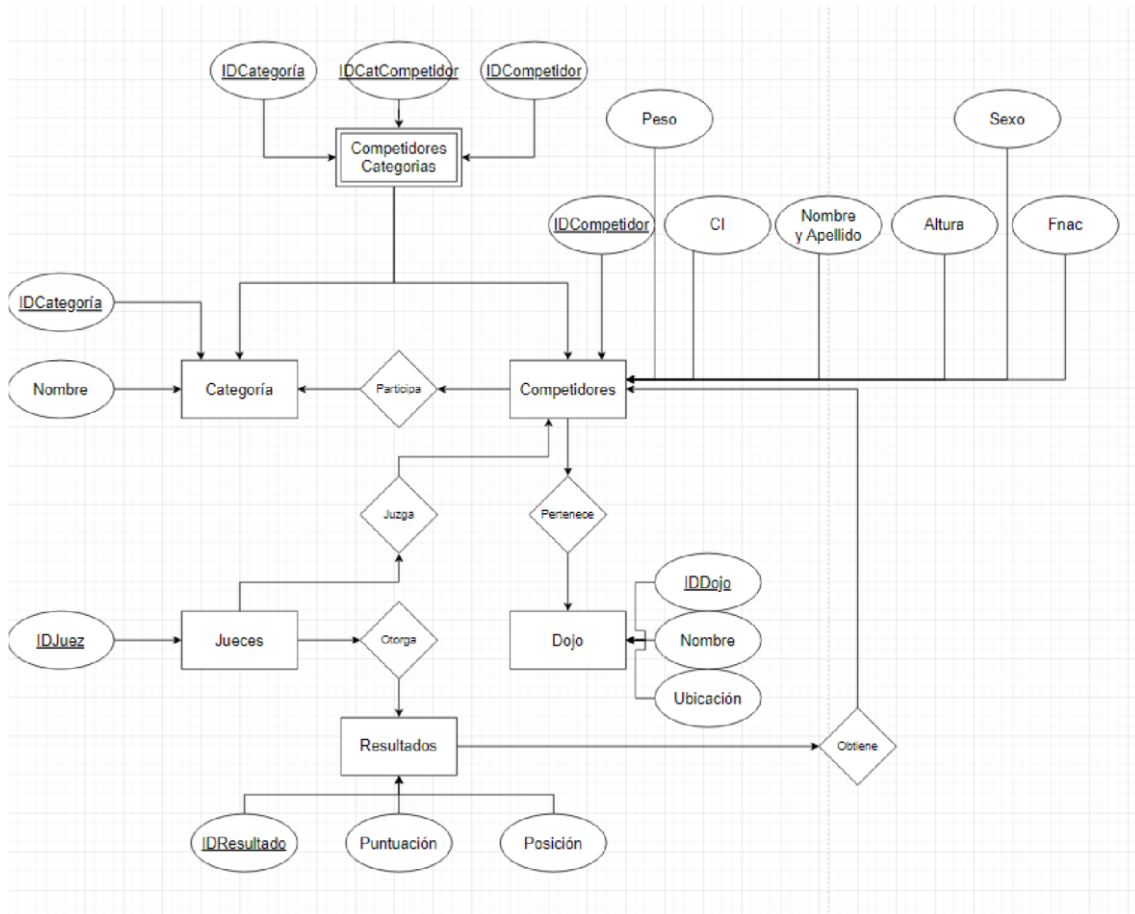 IDCategoría
IDCatCompetidor
IDCompetidor
Peso
Sexo
Competidores
Categorias
IDCompetidor
CI
Nombre
y Apellido
Altura
Fnac
IDCategoría
Nombre
Categoría
Participa
Competidores
Juzga
Pertenece
IDDojo
IDJuez
Jueces
Otorga
Dojo
Nombre
Ubicación
Resultados
Obtiene
IDResultado
Puntuación
Posición